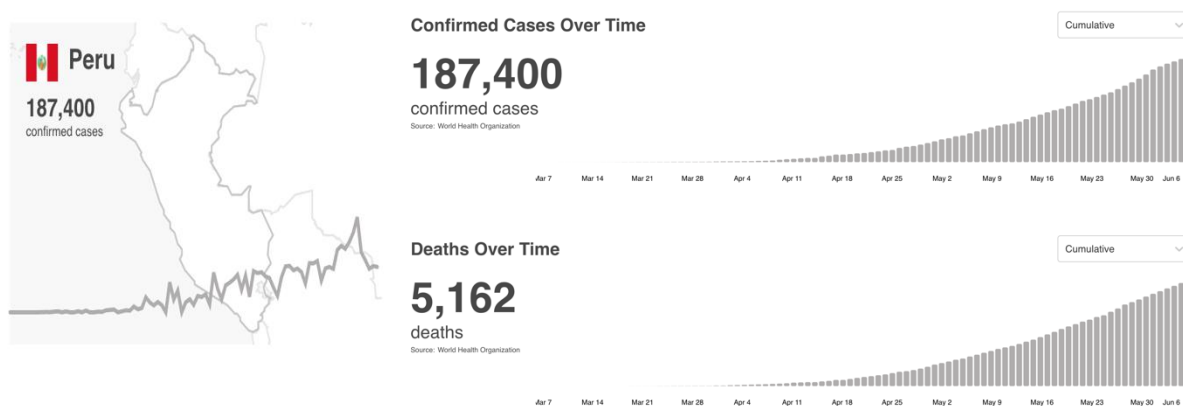 Peru
187,400
confirmed cases
Confirmed Cases Over Time
Cumulative
187,400
confirmed cases
Source: World Health Organization
Mar 7 Mar 14 Mar 21 Mar 28 Apr 4 Apr 11 Apr 18 Apr 25 May 2 May 9 May 16 May 23 May 30 Jun 6
Deaths Over Time
Cumulative
5,162
deaths
Source: World Health Organization
Mar 7 Mar 14 Mar 21 Mar 28 Apr 4 Apr 11 Apr 18 Apr 25 May 2 May 9 May 16 May 23 May 30 Jun 6